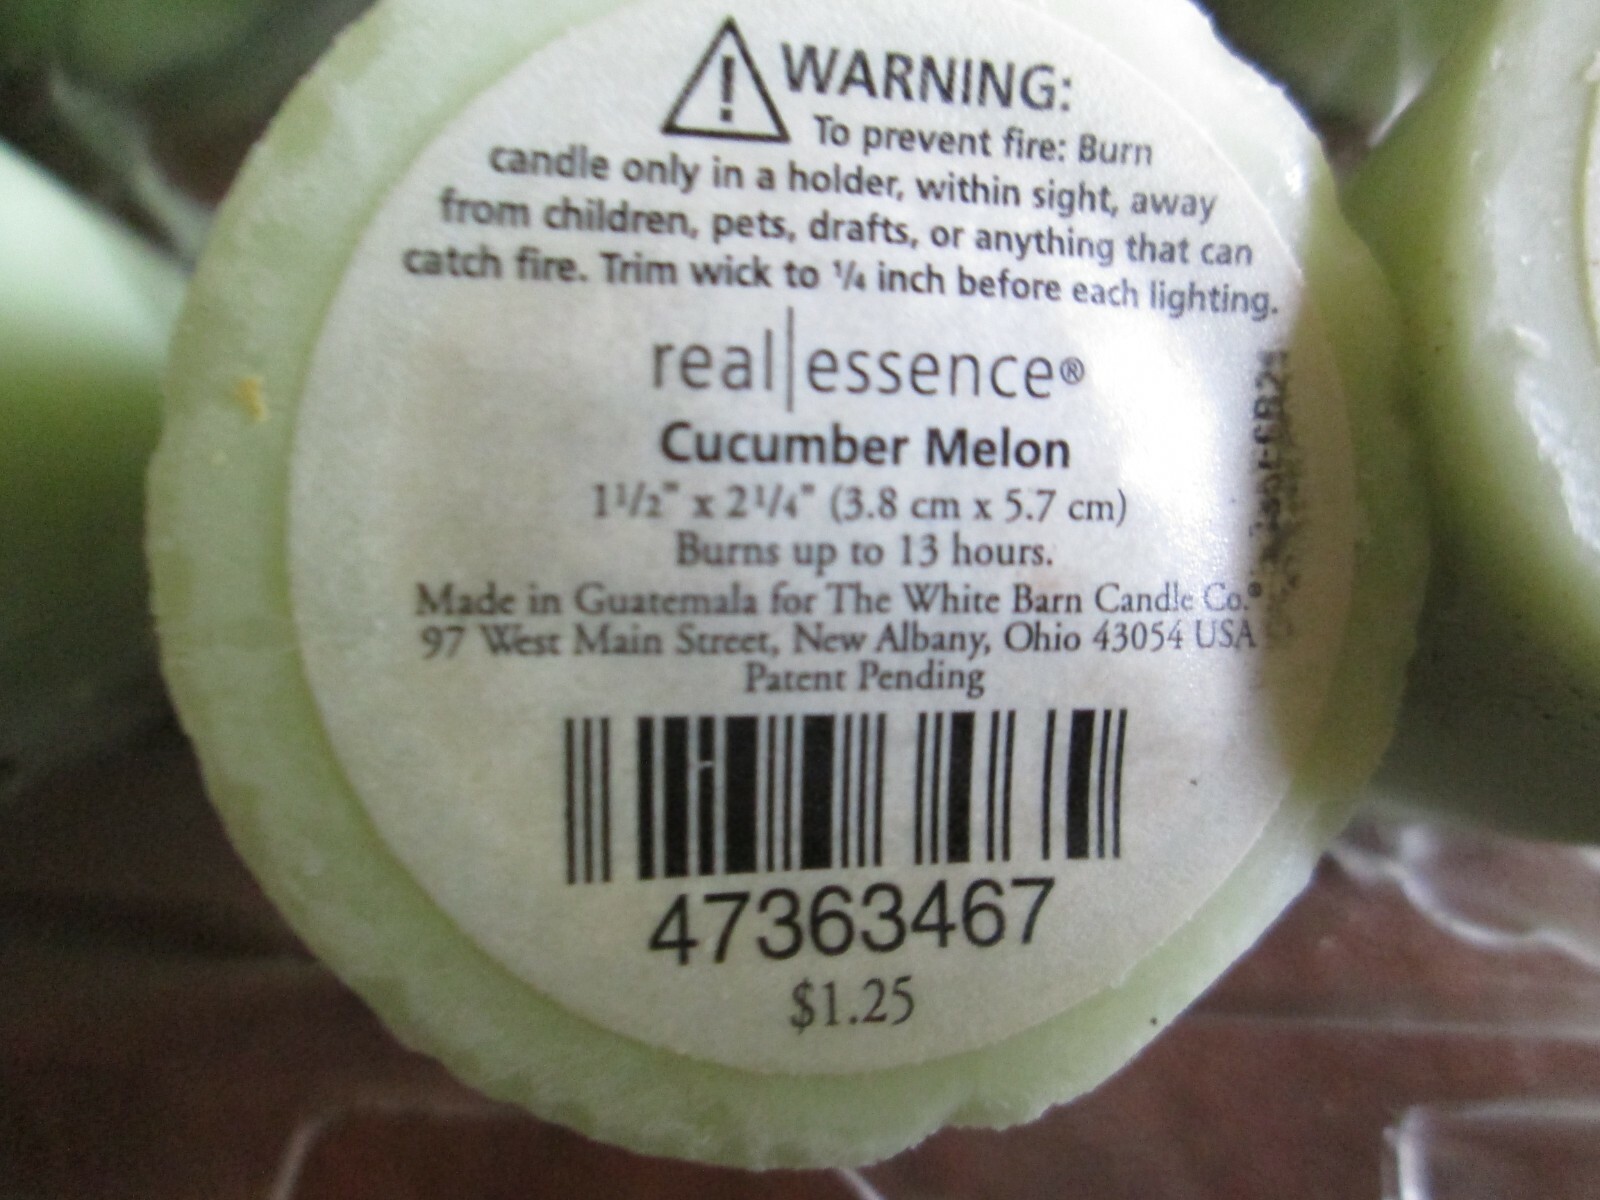 WARNING:
To prevent fire: Burn
candle only in a holder, within sight, away
from children, pets, drafts, or anything that can
catch fire. Trim wick to ¼ inch before each lighting.
real|essence®
Cucumber Melon
1½" x 2¼" (3.8 cm x 5.7 cm)
Burns up to 13 hours.
Made in Guatemala for The White Barn Candle Co.®
97 West Main Street, New Albany, Ohio 43054 USA
Patent Pending
47363467
$1.25